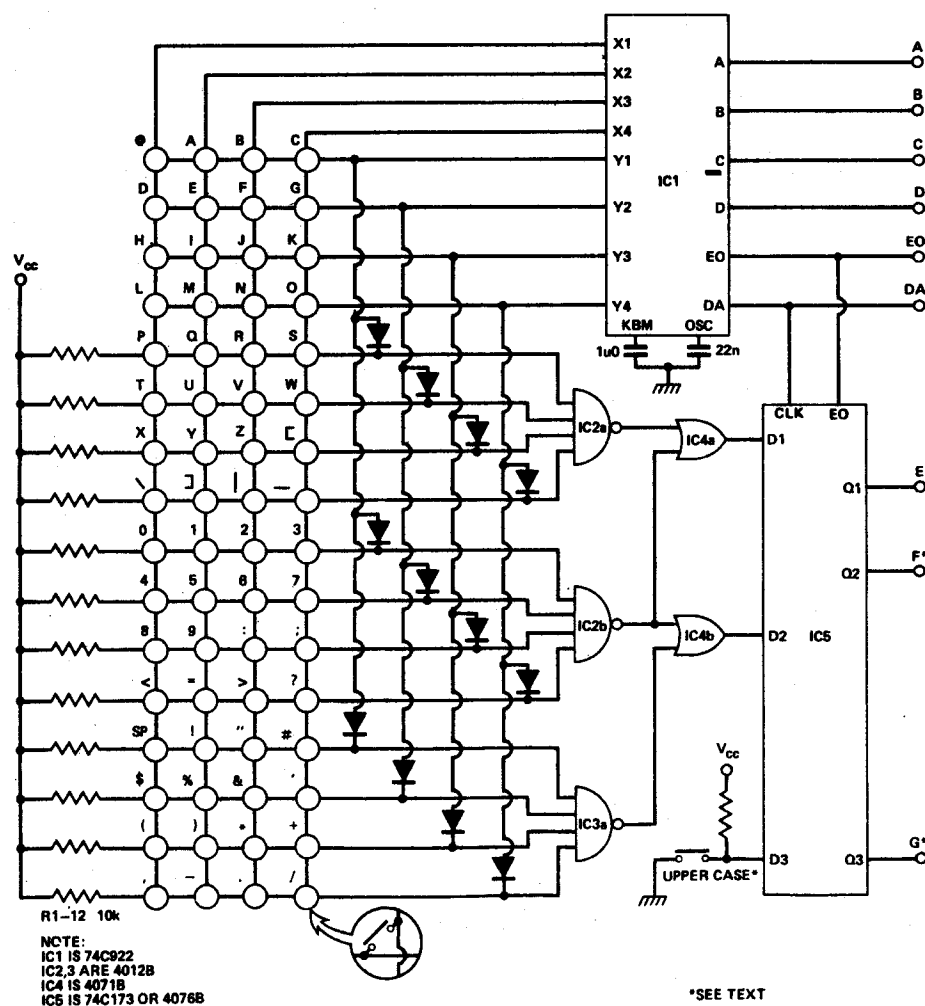 X1
X2
X3
X4
Y1
Y2
Y3
Y4
IC1
A
B
C
D
EO
DA
KBM
OSC
1u0
22n
A
B
C
D
EO
DA
@ A B C
D E F G
H I J K
L M N O
P Q R S
T U V W
X Y Z [
\ ] | —
0 1 2 3
4 5 6 7
8 9 : ;
< = > ?
SP ! " #
$ % & '
( ) * +
, - . /
Vcc
R1–12 10k
IC2a
IC2b
IC3a
IC4a
IC4b
CLK EO
D1
D2
D3
IC5
Q1
Q2
Q3
E
F*
G*
Vcc
UPPER CASE*
NOTE:
IC1 IS 74C922
IC2,3 ARE 4012B
IC4 IS 4071B
IC5 IS 74C173 OR 4076B
*SEE TEXT